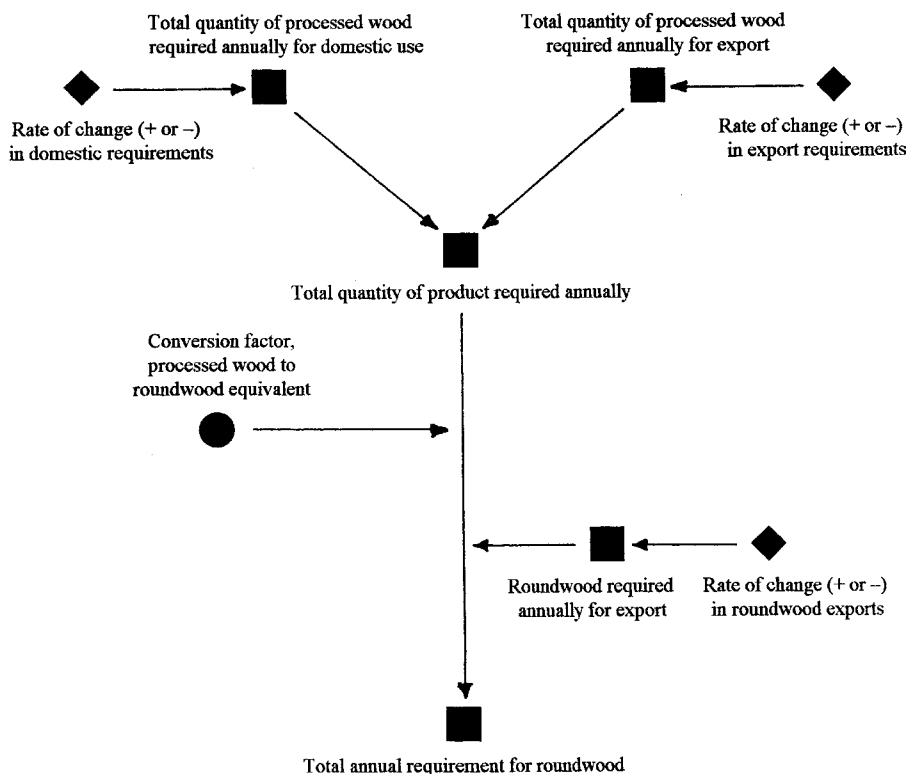 Total quantity of processed wood
required annually for domestic use
Total quantity of processed wood
required annually for export
Rate of change (+ or –)
in domestic requirements
Rate of change (+ or –)
in export requirements
Total quantity of product required annually
Conversion factor,
processed wood to
roundwood equivalent
Roundwood required
annually for export
Rate of change (+ or –)
in roundwood exports
Total annual requirement for roundwood